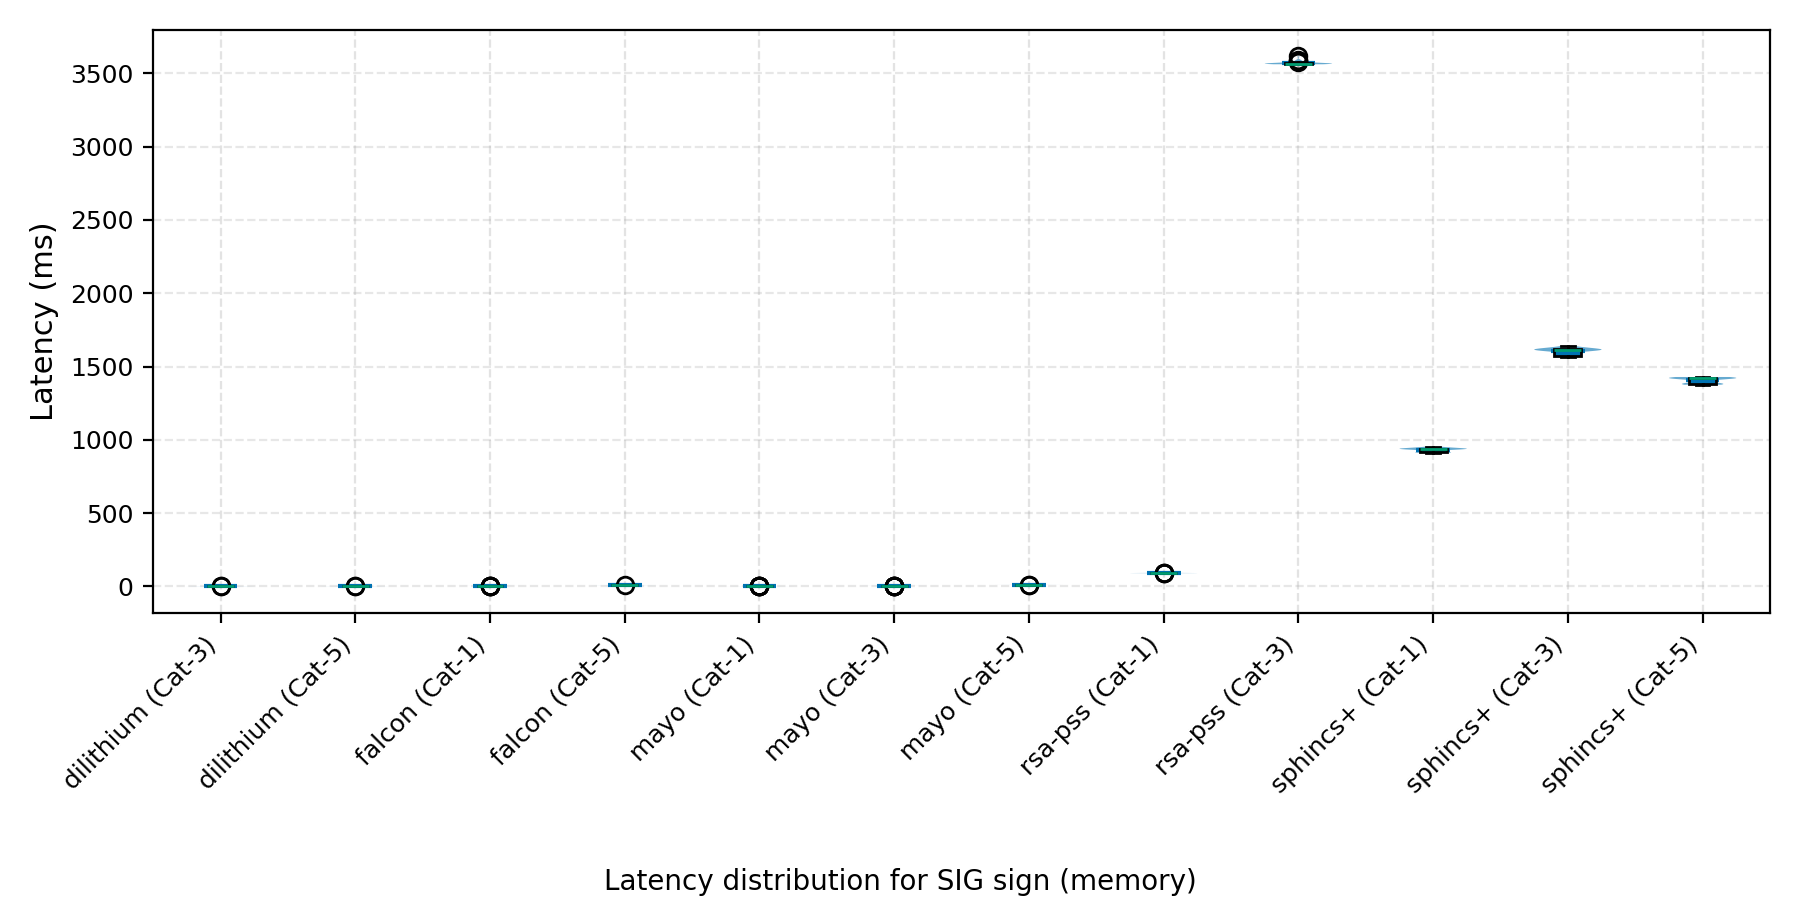 Latency (ms)
3500
3000
2500
2000
1500
1000
500
0
dilithium (Cat-3)
dilithium (Cat-5)
falcon (Cat-1)
falcon (Cat-5)
mayo (Cat-1)
mayo (Cat-3)
mayo (Cat-5)
rsa-pss (Cat-1)
rsa-pss (Cat-3)
sphincs+ (Cat-1)
sphincs+ (Cat-3)
sphincs+ (Cat-5)
Latency distribution for SIG sign (memory)